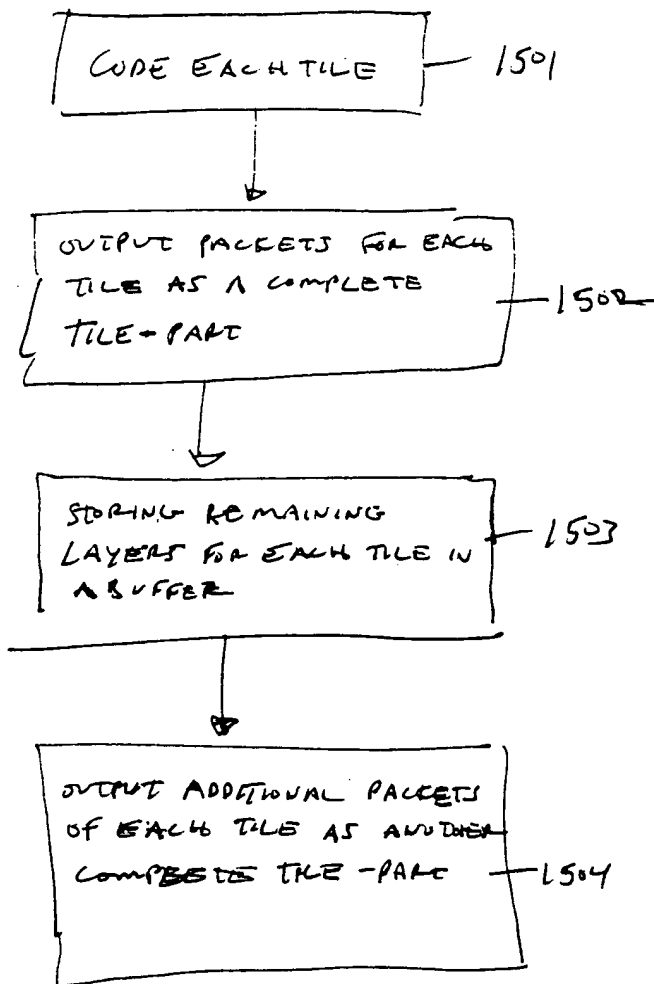 CODE EACH TILE
1501
OUTPUT PACKETS FOR EACH
TILE AS A COMPLETE
TILE-PART
1502
STORING REMAINING
LAYERS FOR EACH TILE IN
A BUFFER
1503
OUTPUT ADDITIONAL PACKETS
OF EACH TILE AS ANOTHER
COMPLETE TILE-PART
1504